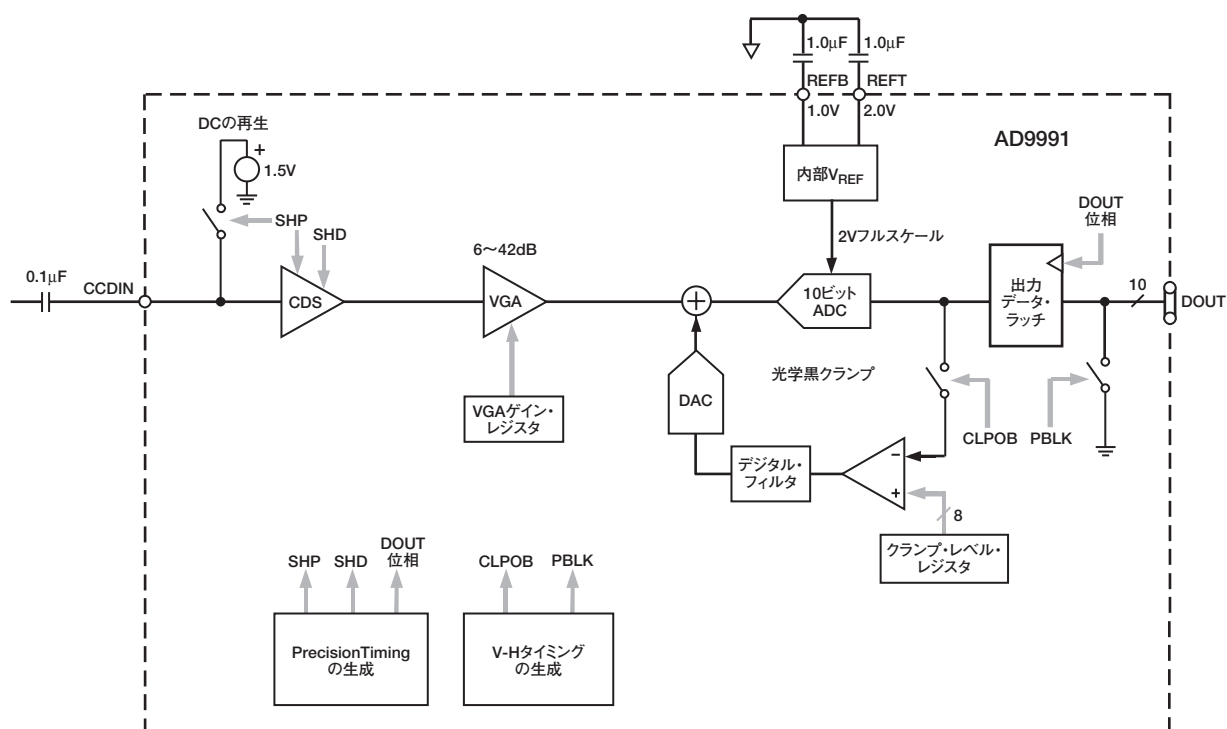 1.0μF 1.0μF
REFB REFT
1.0V 2.0V
DCの再生
+
1.5V
AD9991
内部VREF
DOUT
位相
SHP
SHD
2Vフルスケール
6〜42dB
0.1μF
CCDIN
CDS
VGA
+
10ビット
ADC
出力
データ・
ラッチ
10
DOUT
光学黒クランプ
DAC
VGAゲイン・
レジスタ
CLPOB PBLK
デジタル・
フィルタ
−
+
8
クランプ・レベル・
レジスタ
SHP SHD DOUT
位相
CLPOB PBLK
PrecisionTiming
の生成
V-Hタイミング
の生成